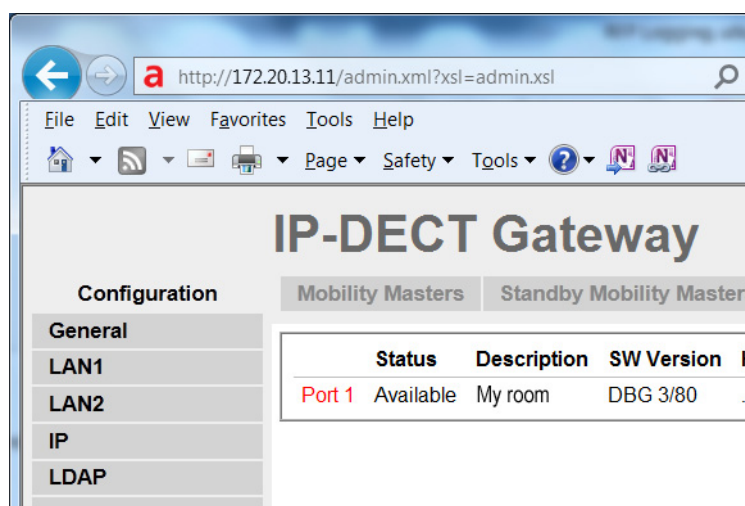 a http://172.20.13.11/admin.xml?xsl=admin.xsl
File Edit View Favorites Tools Help
Page Safety Tools
IP-DECT Gateway
Configuration
Mobility Masters Standby Mobility Master
General
LAN1
LAN2
IP
LDAP
Status Description SW Version
Port 1 Available My room DBG 3/80